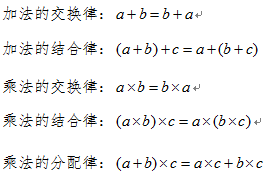 加法的交换律：a+b=b+a↵
加法的结合律：(a+b)+c=a+(b+c)
乘法的交换律：a×b=b×a↵
乘法的结合律：(a×b)×c=a×(b×c)
乘法的分配律：(a+b)×c=a×c+b×c